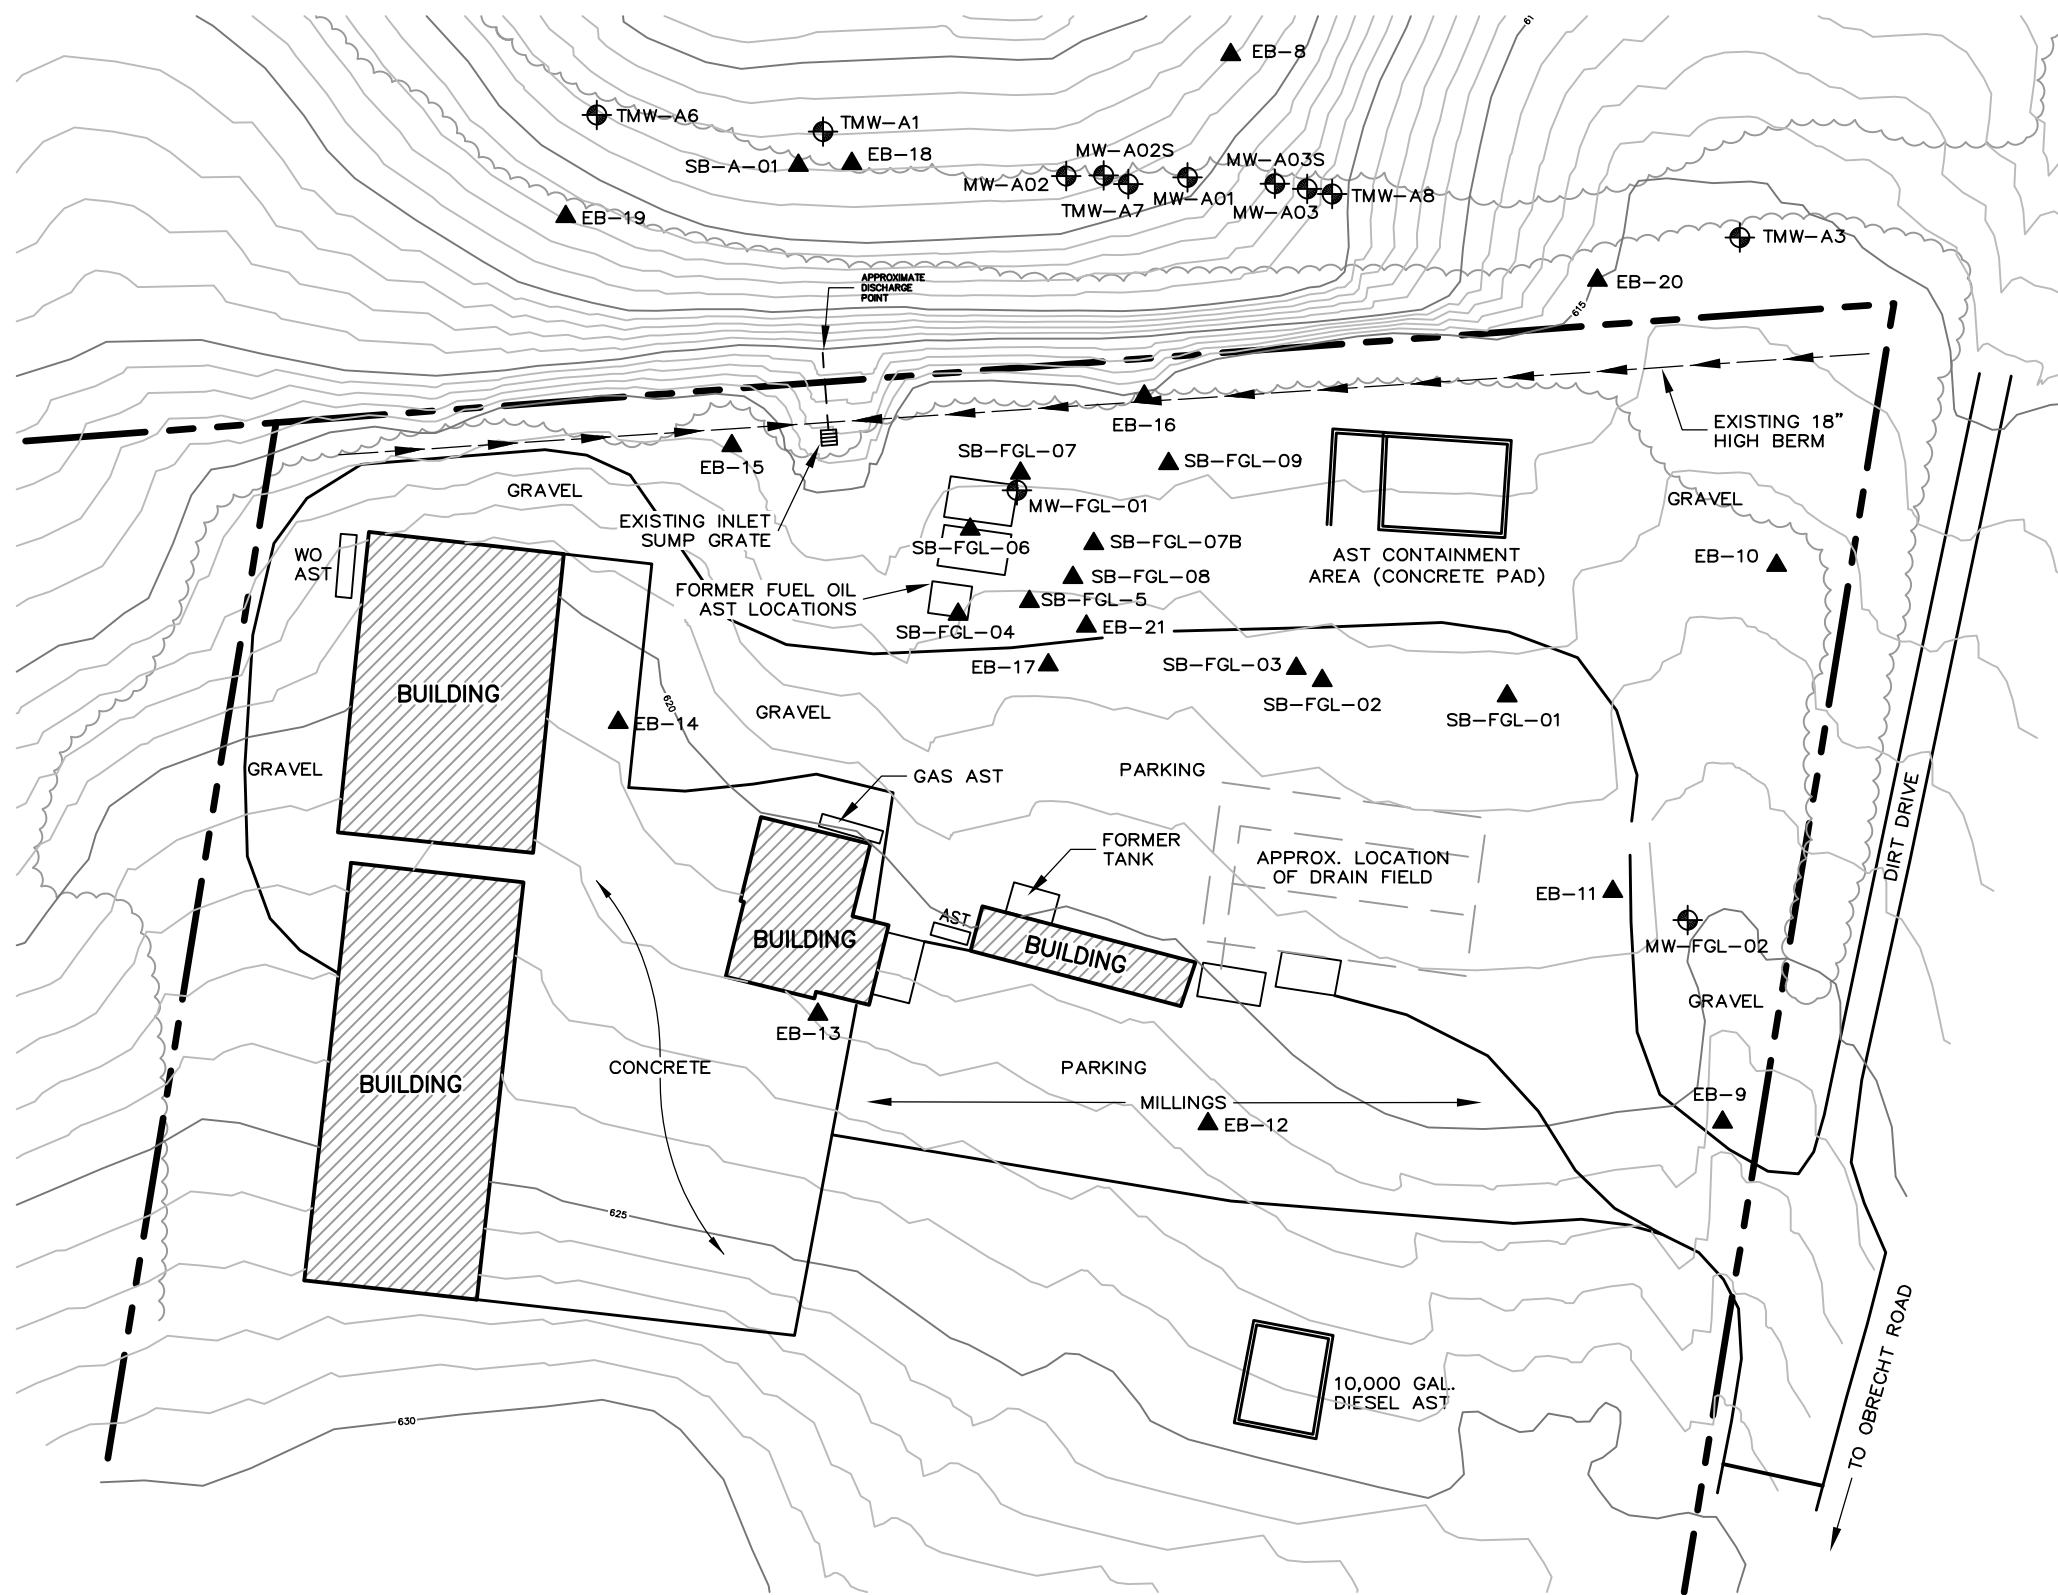 61
EB-8
TMW-A6
TMW-A1
SB-A-01
EB-18
MW-A02S
MW-A03S
MW-A02
TMW-A7
MW-A01
MW-A03
TMW-A8
EB-19
TMW-A3
APPROXIMATE
DISCHARGE
POINT
EB-20
615
EB-16
EXISTING 18"
HIGH BERM
EB-15
SB-FGL-07
SB-FGL-09
GRAVEL
MW-FGL-01
GRAVEL
EXISTING INLET
SUMP GRATE
SB-FGL-06
SB-FGL-07B
AST CONTAINMENT
AREA (CONCRETE PAD)
EB-10
WO
AST
SB-FGL-08
FORMER FUEL OIL
AST LOCATIONS
SB-FGL-5
SB-FGL-04
EB-21
EB-17
SB-FGL-03
SB-FGL-02
SB-FGL-01
BUILDING
620
EB-14
GRAVEL
GRAVEL
GAS AST
PARKING
DIRT DRIVE
FORMER
TANK
APPROX. LOCATION
OF DRAIN FIELD
EB-11
AST
BUILDING
BUILDING
MW-FGL-02
GRAVEL
EB-13
CONCRETE
PARKING
BUILDING
MILLINGS
EB-12
EB-9
625
10,000 GAL.
DIESEL AST
TO OBRECHT ROAD
630